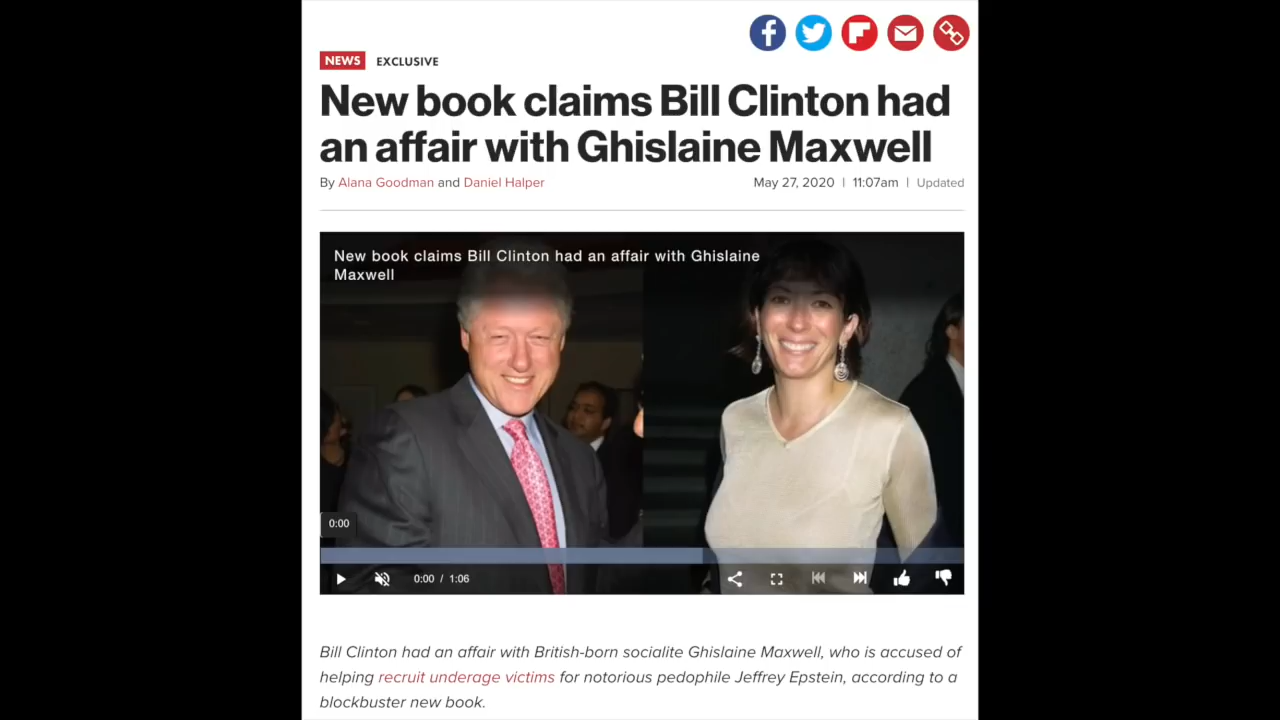 NEWS EXCLUSIVE
New book claims Bill Clinton had
an affair with Ghislaine Maxwell
By Alana Goodman and Daniel Halper May 27, 2020 | 11:07am | Updated
New book claims Bill Clinton had an affair with Ghislaine
Maxwell
0:00
0:00 / 1:06
Bill Clinton had an affair with British-born socialite Ghislaine Maxwell, who is accused of
helping recruit underage victims for notorious pedophile Jeffrey Epstein, according to a
blockbuster new book.